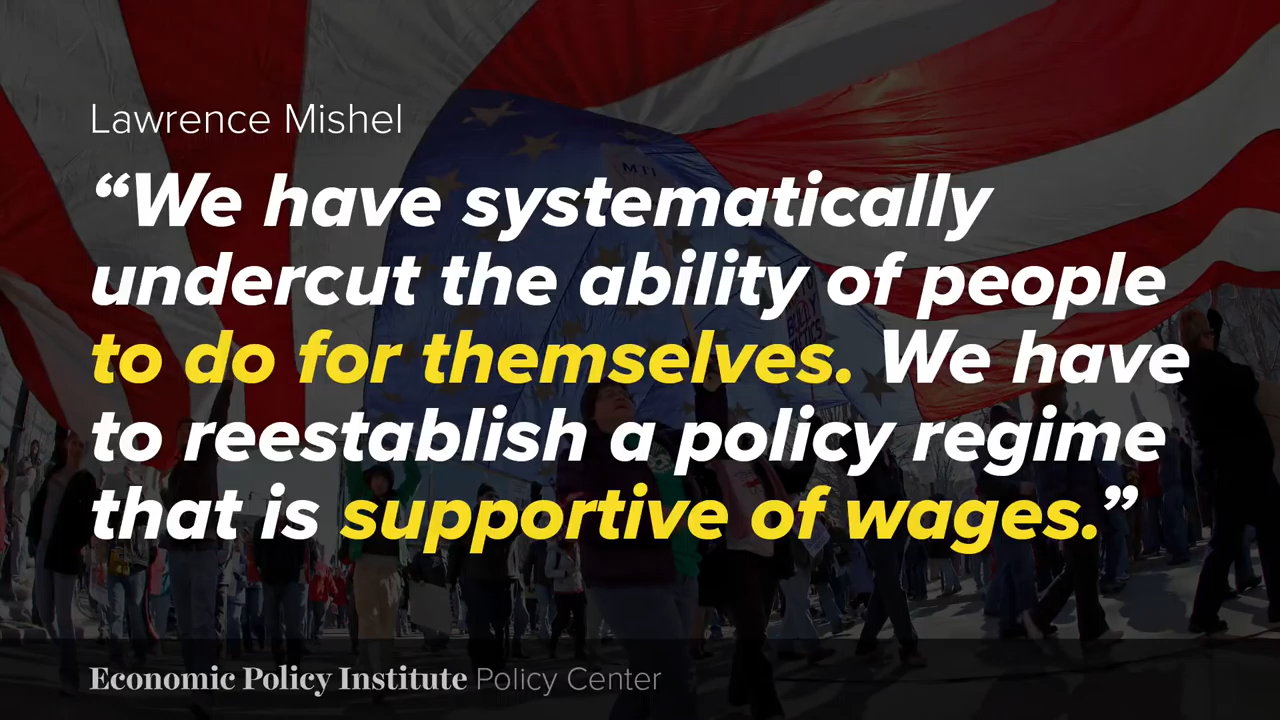 Lawrence Mishel
“We have systematically
undercut the ability of people
to do for themselves. We have
to reestablish a policy regime
that is supportive of wages.”
MTI
Economic Policy Institute Policy Center